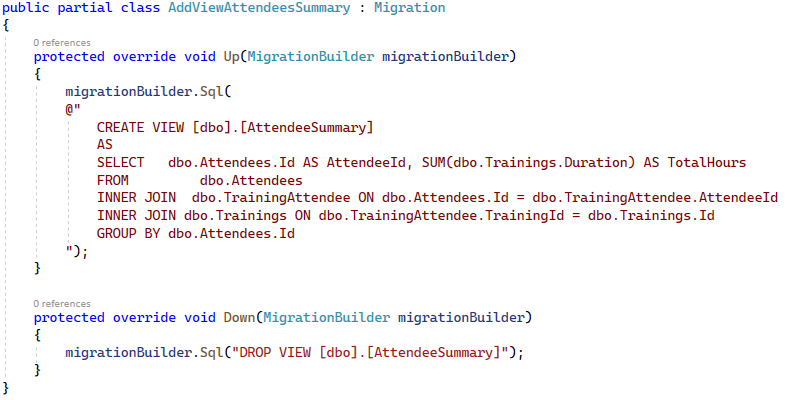 public partial class AddViewAttendeesSummary : Migration
{
0 references
protected override void Up(MigrationBuilder migrationBuilder)
{
migrationBuilder.Sql(
@"
CREATE VIEW [dbo].[AttendeeSummary]
AS
SELECT   dbo.Attendees.Id AS AttendeeId, SUM(dbo.Trainings.Duration) AS TotalHours
FROM         dbo.Attendees
INNER JOIN  dbo.TrainingAttendee ON dbo.Attendees.Id = dbo.TrainingAttendee.AttendeeId
INNER JOIN dbo.Trainings ON dbo.TrainingAttendee.TrainingId = dbo.Trainings.Id
GROUP BY dbo.Attendees.Id
");
}
0 references
protected override void Down(MigrationBuilder migrationBuilder)
{
migrationBuilder.Sql("DROP VIEW [dbo].[AttendeeSummary]");
}
}